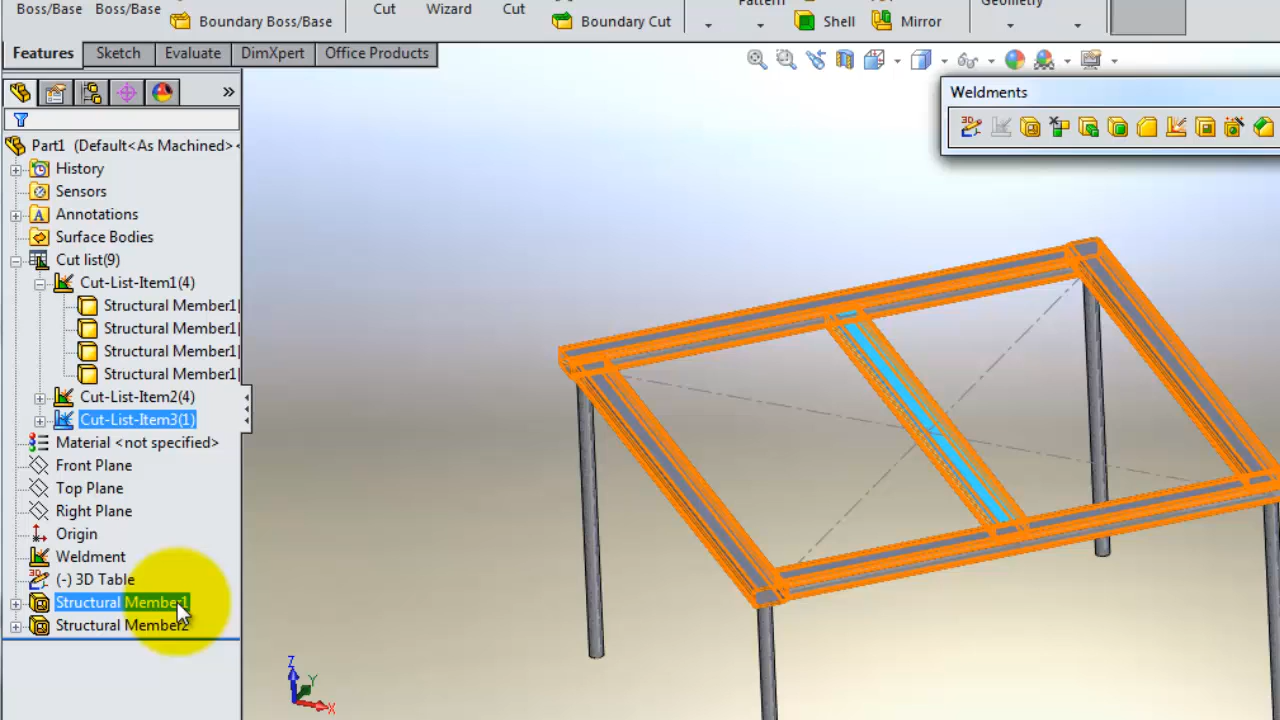 Boss/Base Boss/Base Boundary Boss/Base Cut Wizard Cut Boundary Cut Shell Mirror
Features Sketch Evaluate DimXpert Office Products
Weldments
Part1 (Default<As Machined><
History
Sensors
Annotations
Surface Bodies
Cut list(9)
Cut-List-Item1(4)
Structural Member1[
Structural Member1[
Structural Member1[
Structural Member1[
Cut-List-Item2(4)
Cut-List-Item3(1)
Material <not specified>
Front Plane
Top Plane
Right Plane
Origin
Weldment
(-) 3D Table
Structural Member1
Structural Member2
Z
Y
X